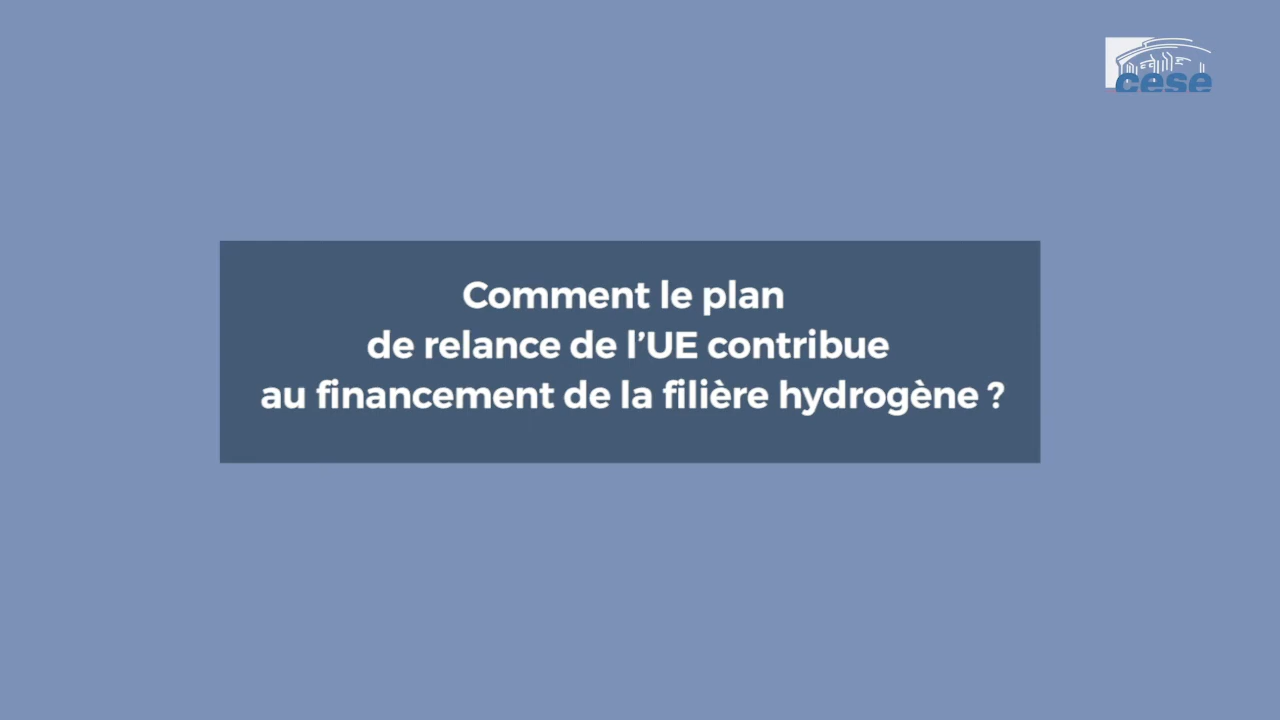 cese
Comment le plan
de relance de l’UE contribue
au financement de la filière hydrogène ?